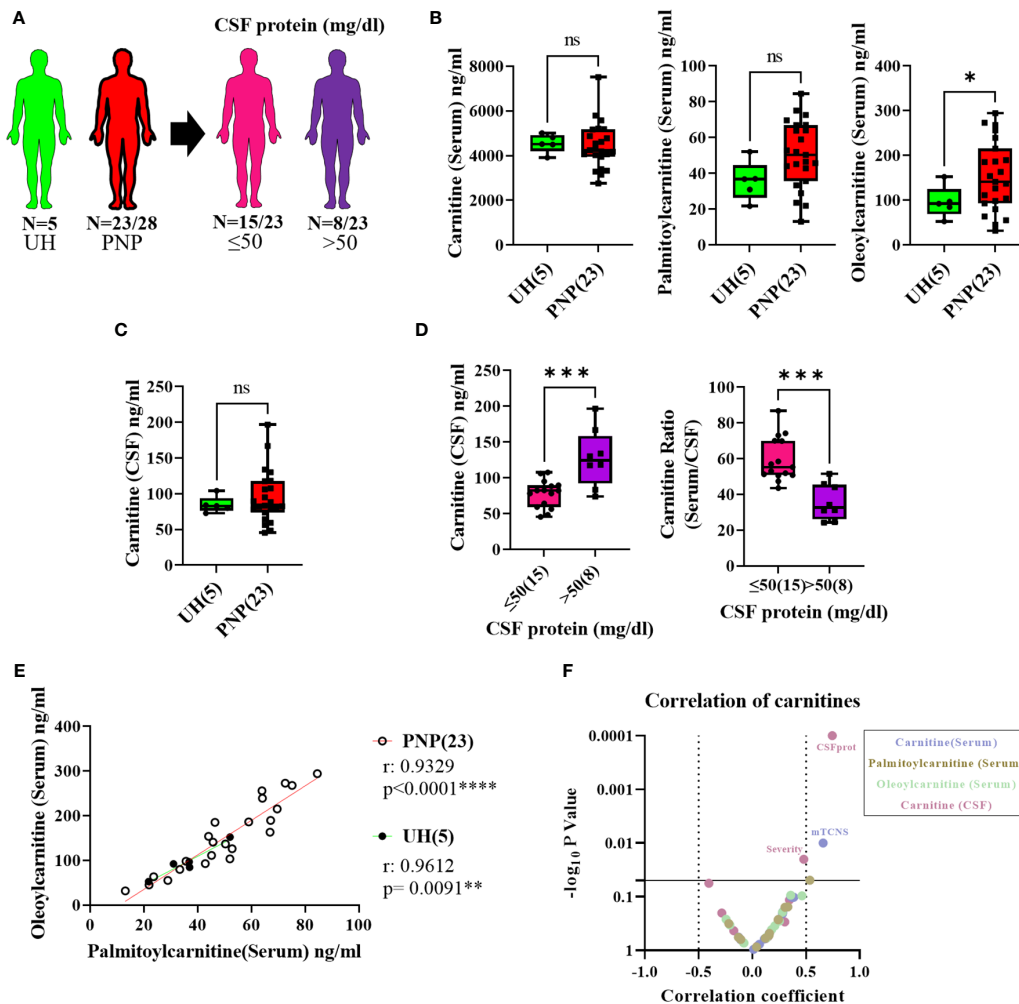 A
CSF protein (mg/dl)
N=5
UH
N=23/28
PNP
N=15/23
≤50
N=8/23
>50
B
Carnitine (Serum) ng/ml
8000
6000
4000
2000
0
ns
UH(5)
PNP(23)
Palmitoylcarnitine (Serum) ng/ml
100
80
60
40
20
0
ns
UH(5)
PNP(23)
Oleoylcarnitine (Serum) ng/ml
400
300
200
100
0
*
UH(5)
PNP(23)
C
Carnitine (CSF) ng/ml
250
200
150
100
50
0
ns
UH(5)
PNP(23)
D
Carnitine (CSF) ng/ml
250
200
150
100
50
0
***
≤50(15)
>50(8)
CSF protein (mg/dl)
Carnitine Ratio
(Serum/CSF)
100
80
60
40
20
0
***
≤50(15)>50(8)
CSF protein (mg/dl)
E
Oleoylcarnitine (Serum) ng/ml
400
300
200
100
0
0 20 40 60 80 100
Palmitoylcarnitine(Serum) ng/ml
PNP(23)
r: 0.9329
p<0.0001****
UH(5)
r: 0.9612
p= 0.0091**
F
Correlation of carnitines
-log10 P Value
0.0001
0.001
0.01
0.1
1
CSFprot
mTCNS
Severity
-1.0 -0.5 0.0 0.5 1.0
Correlation coefficient
Carnitine(Serum)
Palmitoylcarnitine (Serum
Oleoylcarnitine (Serum)
Carnitine (CSF)